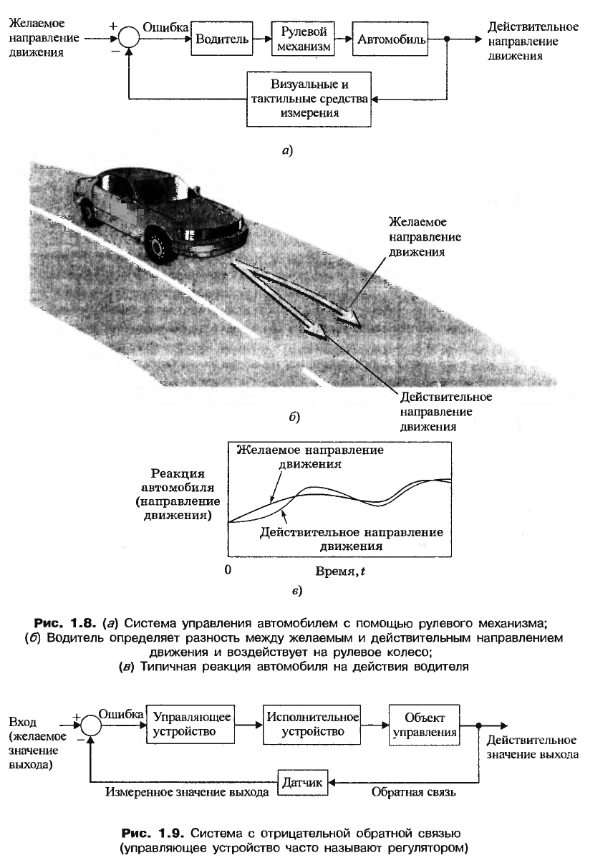 Желаемое
направление
движения
+
−
Ошибка
Водитель
Рулевой
механизм
Автомобиль
Действительное
направление
движения
Визуальные и
тактильные средства
измерения
а)
Желаемое
направление
движения
Действительное
направление
движения
б)
Реакция
автомобиля
(направление
движения)
Желаемое направление
движения
Действительное направление
движения
0
Время, t
в)
Рис. 1.8. (а) Система управления автомобилем с помощью рулевого механизма;
(б) Водитель определяет разность между желаемым и действительным направлением
движения и воздействует на рулевое колесо;
(в) Типичная реакция автомобиля на действия водителя
Вход
(желаемое
значение
выхода)
+
−
Ошибка
Управляющее
устройство
Исполнительное
устройство
Объект
управления
Действительное
значение выхода
Датчик
Измеренное значение выхода
Обратная связь
Рис. 1.9. Система с отрицательной обратной связью
(управляющее устройство часто называют регулятором)